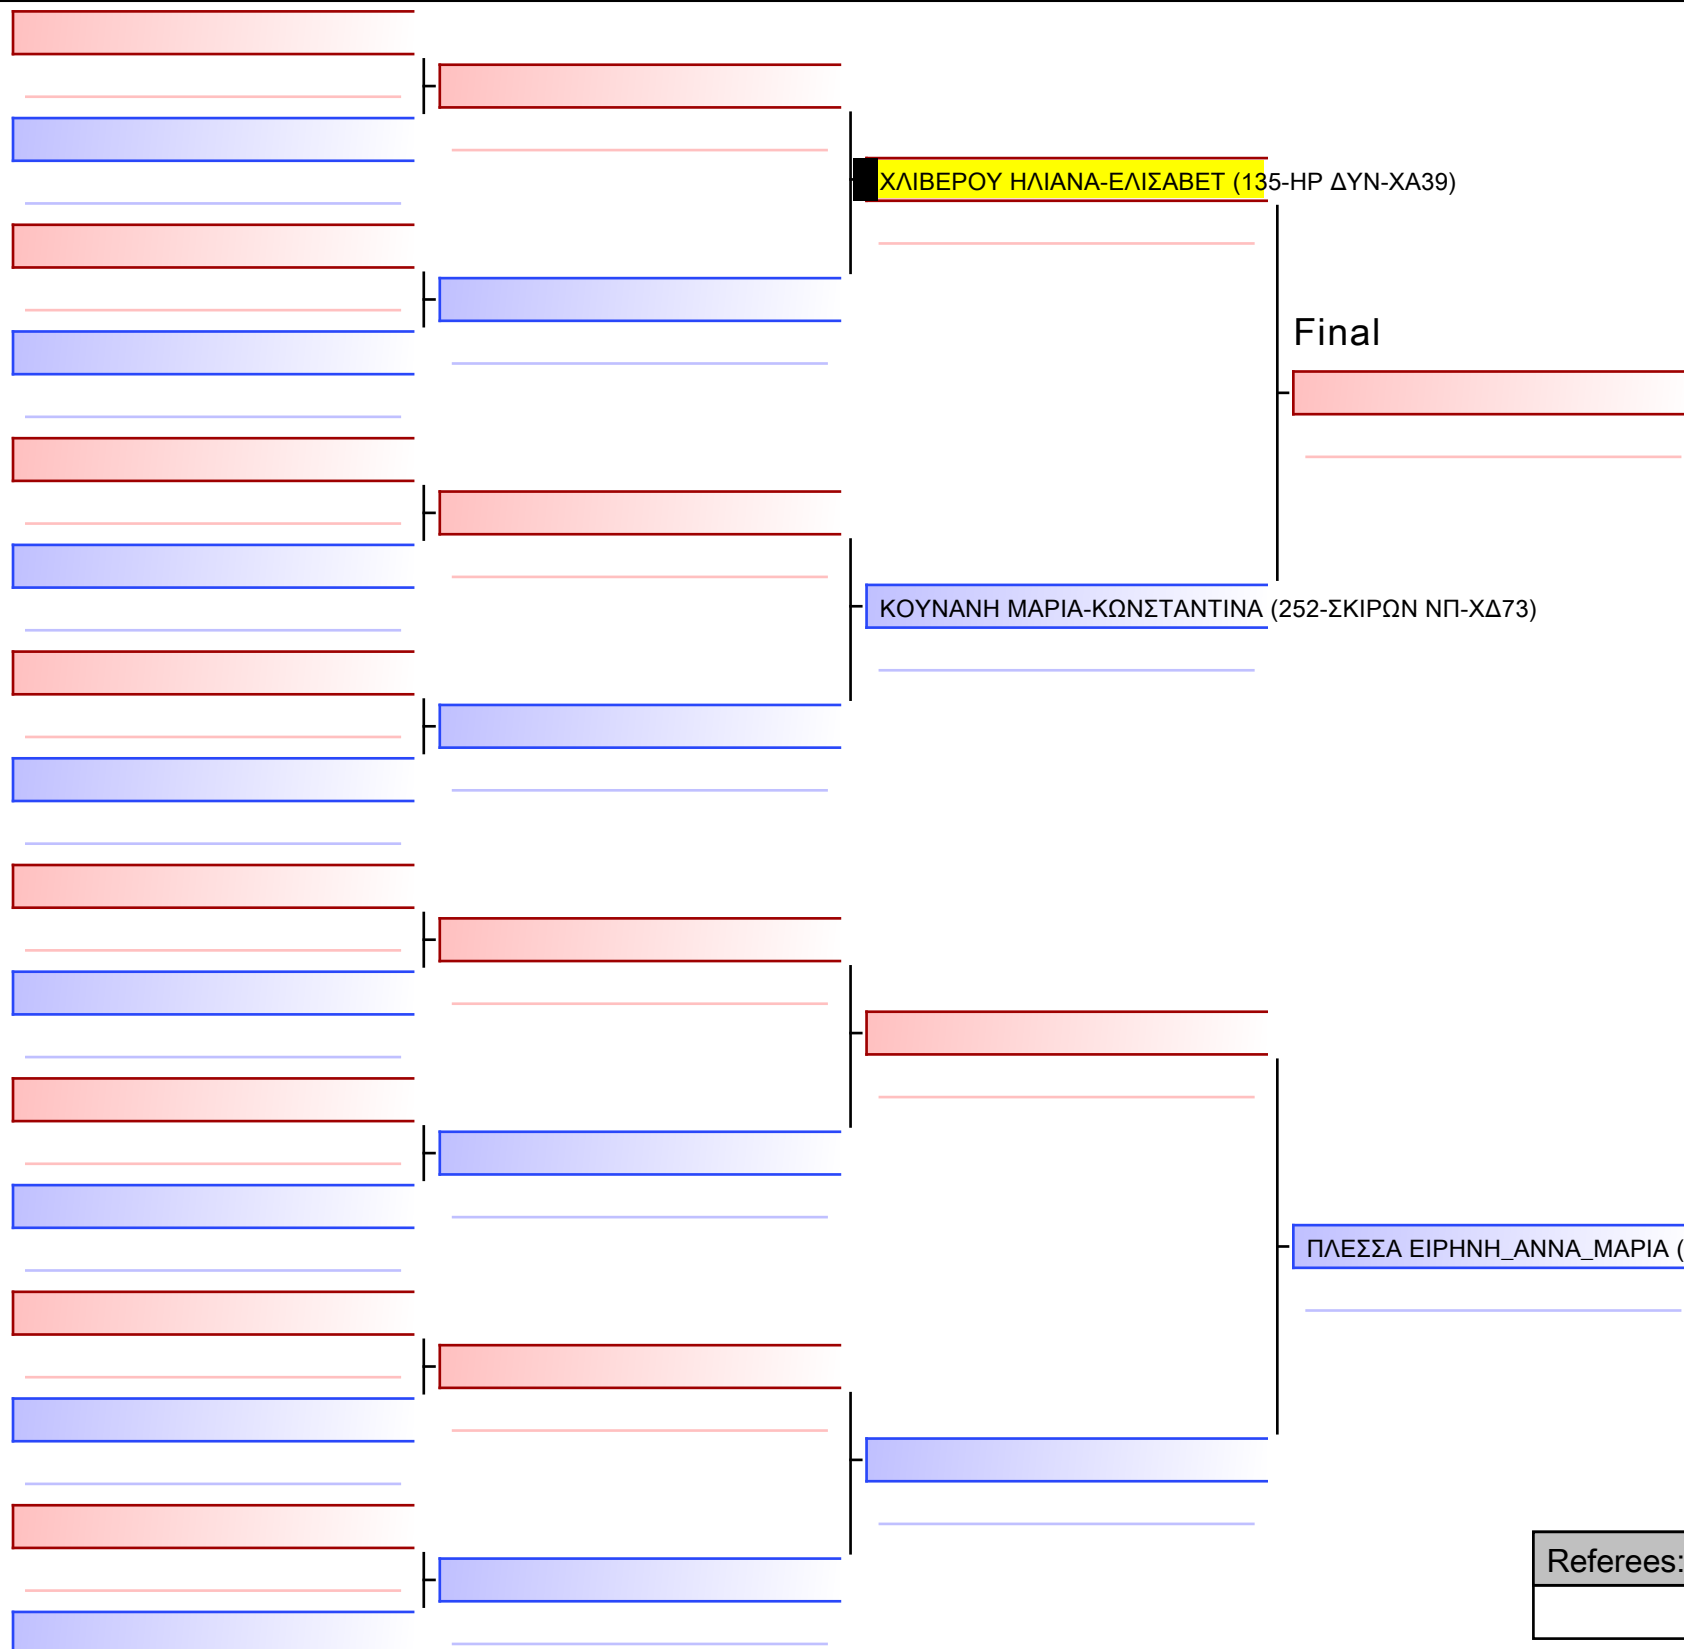 ΧΛΙΒΕΡΟΥ ΗΛΙΑΝΑ-ΕΛΙΣΑΒΕΤ (135-ΗΡ ΔΥΝ-ΧΑ39)
Final
ΚΟΥΝΑΝΗ ΜΑΡΙΑ-ΚΩΝΣΤΑΝΤΙΝΑ (252-ΣΚΙΡΩΝ ΝΠ-ΧΔ73)
ΠΛΕΣΣΑ ΕΙΡΗΝΗ_ΑΝΝΑ_ΜΑΡΙΑ (
Referees: